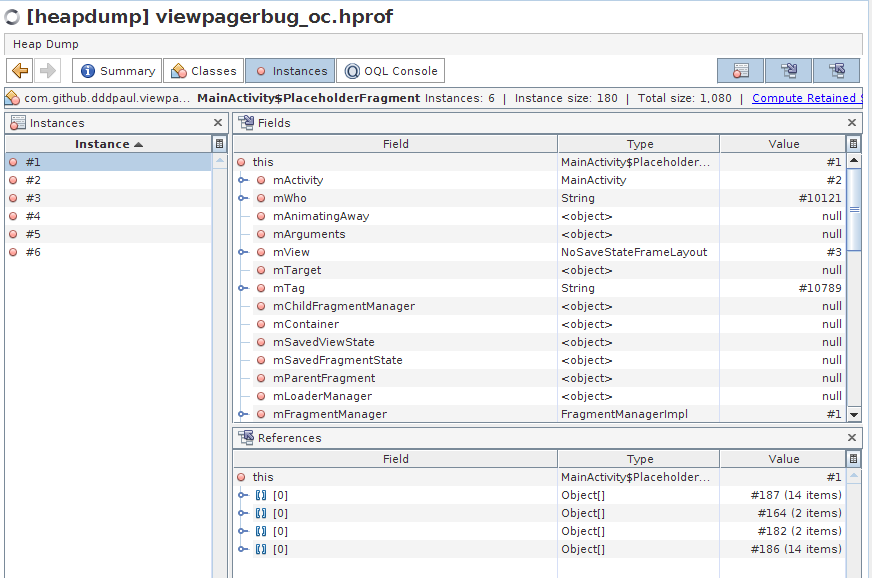 [heapdump] viewpagerbug_oc.hprof
Heap Dump
Summary Classes Instances OQL Console
com.github.dddpaul.viewpa... MainActivity$PlaceholderFragment Instances: 6 | Instance size: 180 | Total size: 1,080 | Compute Retained S
Instances
Instance
#1
#2
#3
#4
#5
#6
Fields
Field Type Value
this MainActivity$Placeholder... #1
mActivity MainActivity #2
mWho String #10121
mAnimatingAway <object> null
mArguments <object> null
mView NoSaveStateFrameLayout #3
mTarget <object> null
mTag String #10789
mChildFragmentManager <object> null
mContainer <object> null
mSavedViewState <object> null
mSavedFragmentState <object> null
mParentFragment <object> null
mLoaderManager <object> null
mFragmentManager FragmentManagerImpl #1
References
Field Type Value
this MainActivity$Placeholder... #1
[0] Object[] #187 (14 items)
[0] Object[] #164 (2 items)
[0] Object[] #182 (2 items)
[0] Object[] #186 (14 items)